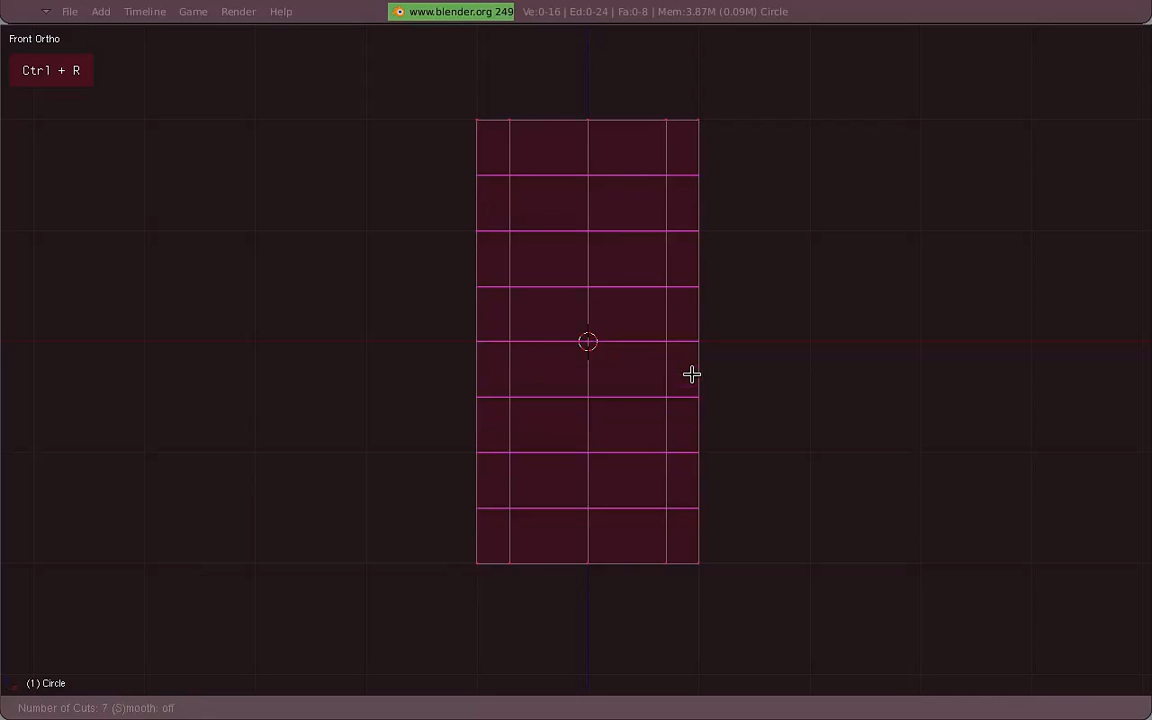 File Add Timeline Game Render Help www.blender.org 249 Ve:0-16 | Ed:0-24 | Fa:0-8 | Mem:3.87M (0.09M) Circle
Front Ortho
Ctrl + R
(1) Circle
Number of Cuts: 7 (S)mooth: off